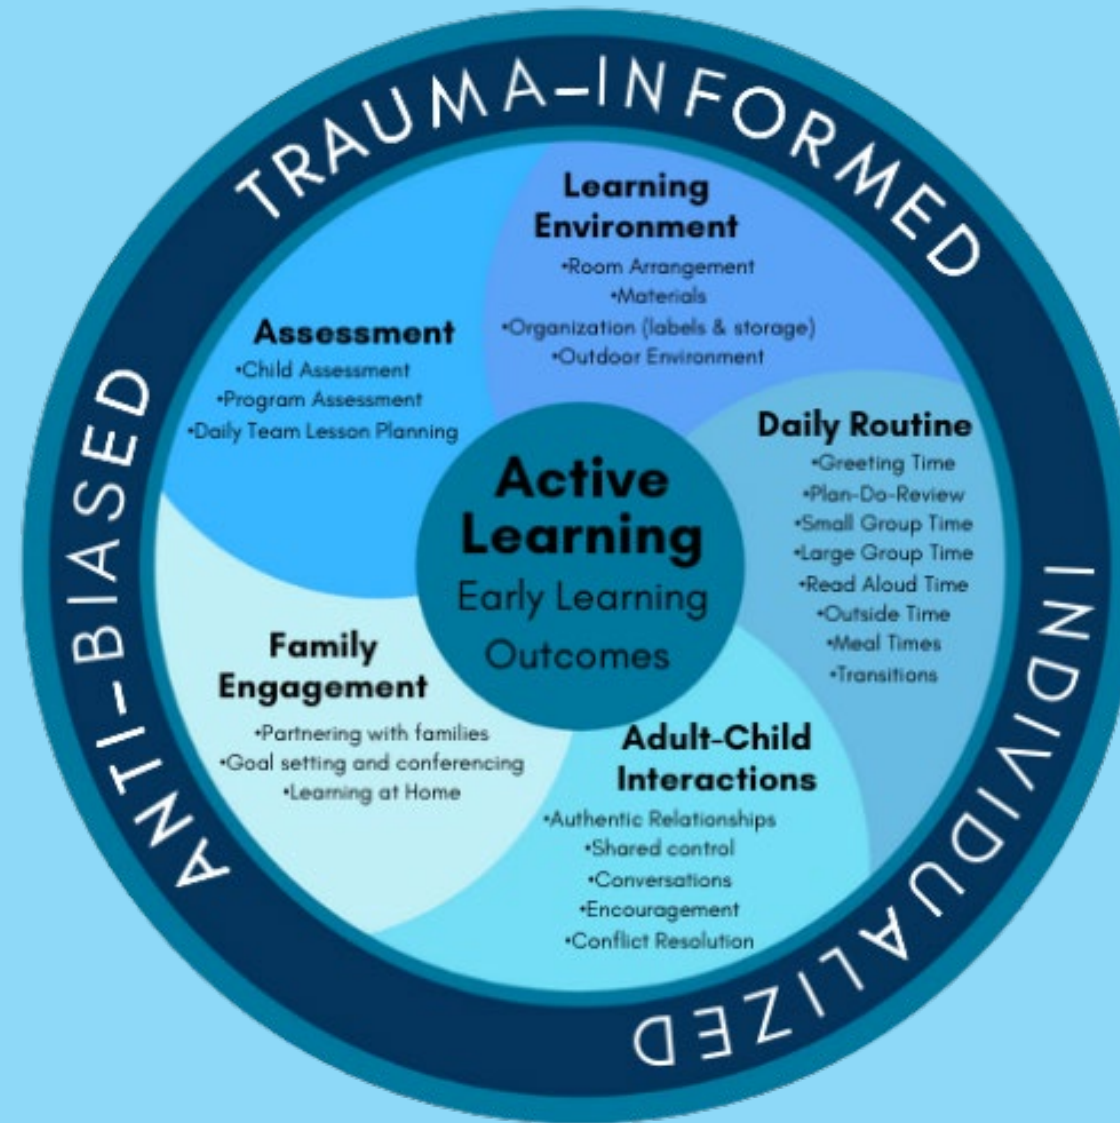 TRAUMA-INFORMED
Learning
Environment
•Room Arrangement
•Materials
•Organization (labels & storage)
•Outdoor Environment
Assessment
•Child Assessment
•Program Assessment
•Daily Team Lesson Planning
Daily Routine
•Greeting Time
•Plan-Do-Review
•Small Group Time
•Large Group Time
•Read Aloud Time
•Outside Time
•Meal Times
•Transitions
Active
Learning
Early Learning
Outcomes
Family
Engagement
•Partnering with families
•Goal setting and conferencing
•Learning at Home
Adult-Child
Interactions
•Authentic Relationships
•Shared control
•Conversations
•Encouragement
•Conflict Resolution
INDIVIDUALIZED
ANTI-BIASED